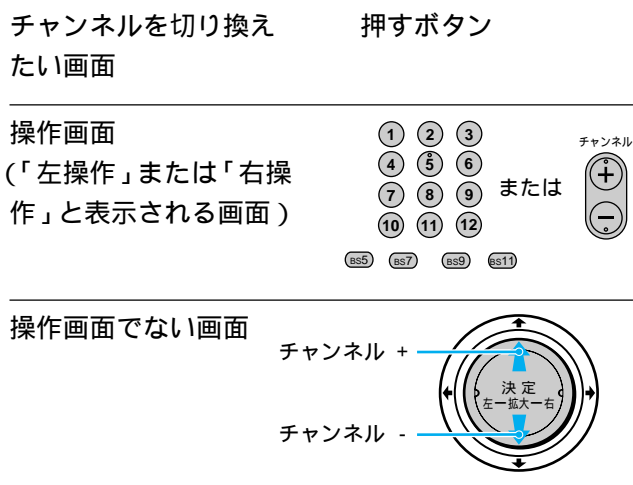 チャンネルを切り換え 押すボタン
たい画面
操作画面
(「左操作」または「右操
作」と表示される画面)
1 2 3
4 5 6
7 8 9
10 11 12
または
チャンネル
+
-
BS5 BS7 BS9 BS11
操作画面でない画面
チャンネル +
決定
左ー拡大ー右
チャンネル -